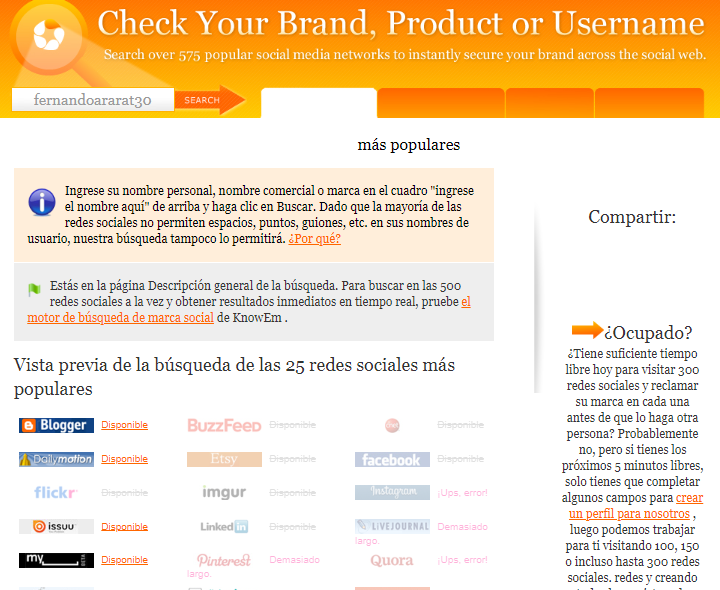 Check Your Brand, Product or Username
Search over 575 popular social media networks to instantly secure your brand across the social web.
fernandoararat30 SEARCH
más populares
Ingrese su nombre personal, nombre comercial o marca en el cuadro "ingrese
el nombre aquí" de arriba y haga clic en Buscar. Dado que la mayoría de las
redes sociales no permiten espacios, puntos, guiones, etc. en sus nombres de
usuario, nuestra búsqueda tampoco lo permitirá. ¿Por qué?
Estás en la página Descripción general de la búsqueda. Para buscar en las 500
redes sociales a la vez y obtener resultados inmediatos en tiempo real, pruebe el
motor de búsqueda de marca social de KnowEm .
Vista previa de la búsqueda de las 25 redes sociales más
populares
Blogger Disponible BuzzFeed Disponible Disponible
Dailymotion Disponible Etsy Disponible facebook Disponible
flickr Disponible imgur Disponible Instagram ¡Ups, error!
issuu Disponible LinkedIn Disponible LIVEJOURNAL Demasiado
largo.
my Disponible Pinterest Demasiado Quora ¡Ups, error!
largo.
Compartir:
¿Ocupado?
¿Tiene suficiente tiempo
libre hoy para visitar 300
redes sociales y reclamar
su marca en cada una
antes de que lo haga otra
persona? Probablemente
no, pero si tienes los
próximos 5 minutos libres,
solo tienes que completar
algunos campos para crear
un perfil para nosotros ,
luego podemos trabajar
para ti visitando 100, 150
o incluso hasta 300 redes
sociales. redes y creando